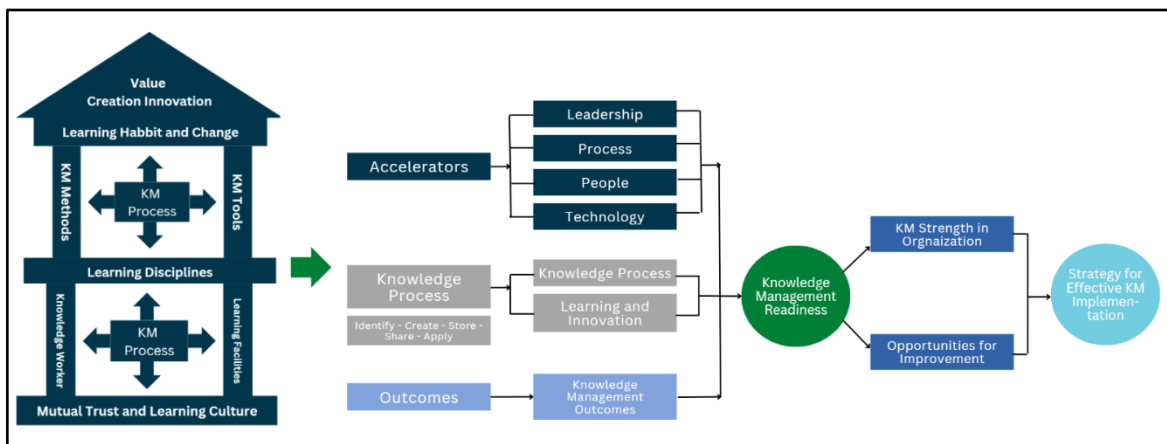 Value
Creation Innovation
Learning Habbit and Change
KM Methods
KM
Process
KM Tools
Learning Disciplines
Knowledge Worker
KM
Process
Learning Facilities
Mutual Trust and Learning Culture
Accelerators
Leadership
Process
People
Technology
Knowledge
Process
Identify - Create - Store -
Share - Apply
Knowledge Process
Learning and
Innovation
Outcomes
Knowledge
Management
Outcomes
Knowledge
Management
Readiness
KM Strength in
Orgnaization
Opportunities for
Improvement
Strategy for
Effective KM
Implemen-
tation